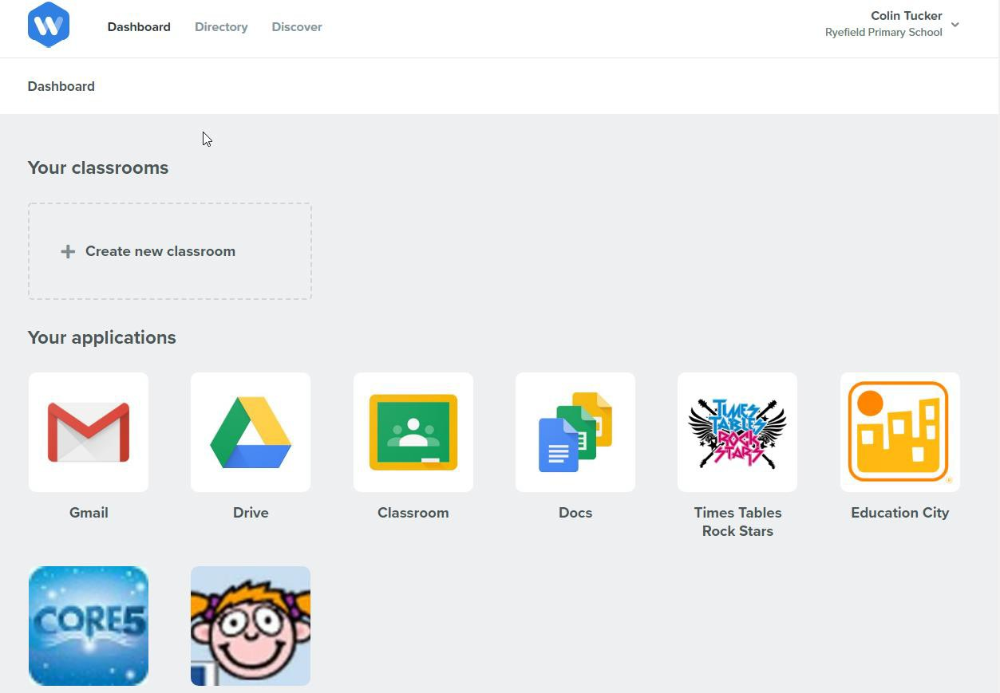 W
Dashboard Directory Discover
Colin Tucker
Ryefield Primary School
Dashboard
Your classrooms
Create new classroom
Your applications
TIMES
TABLES
ROCK
STARS
Gmail Drive Classroom Docs Times Tables Education City
Rock Stars
CORE5